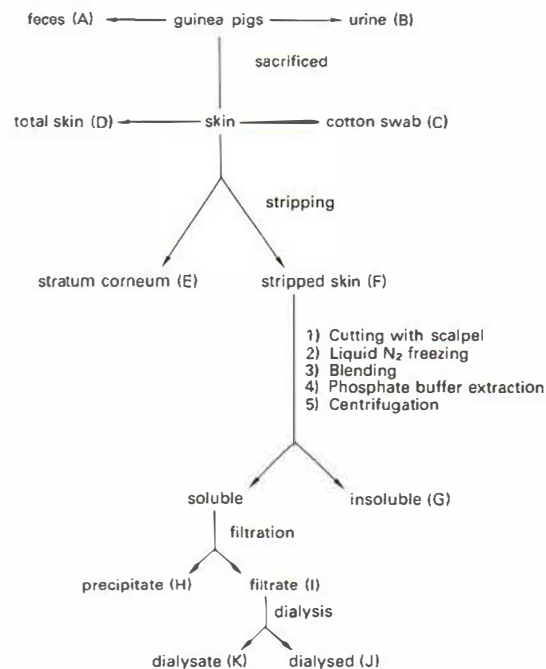 feces (A) guinea pigs urine (B)
sacrificed
total skin (D) skin cotton swab (C)
stripping
stratum corneum (E) stripped skin (F)
1) Cutting with scalpel
2) Liquid N₂ freezing
3) Blending
4) Phosphate buffer extraction
5) Centrifugation
soluble insoluble (G)
filtration
precipitate (H) filtrate (I)
dialysis
dialysate (K) dialysed (J)